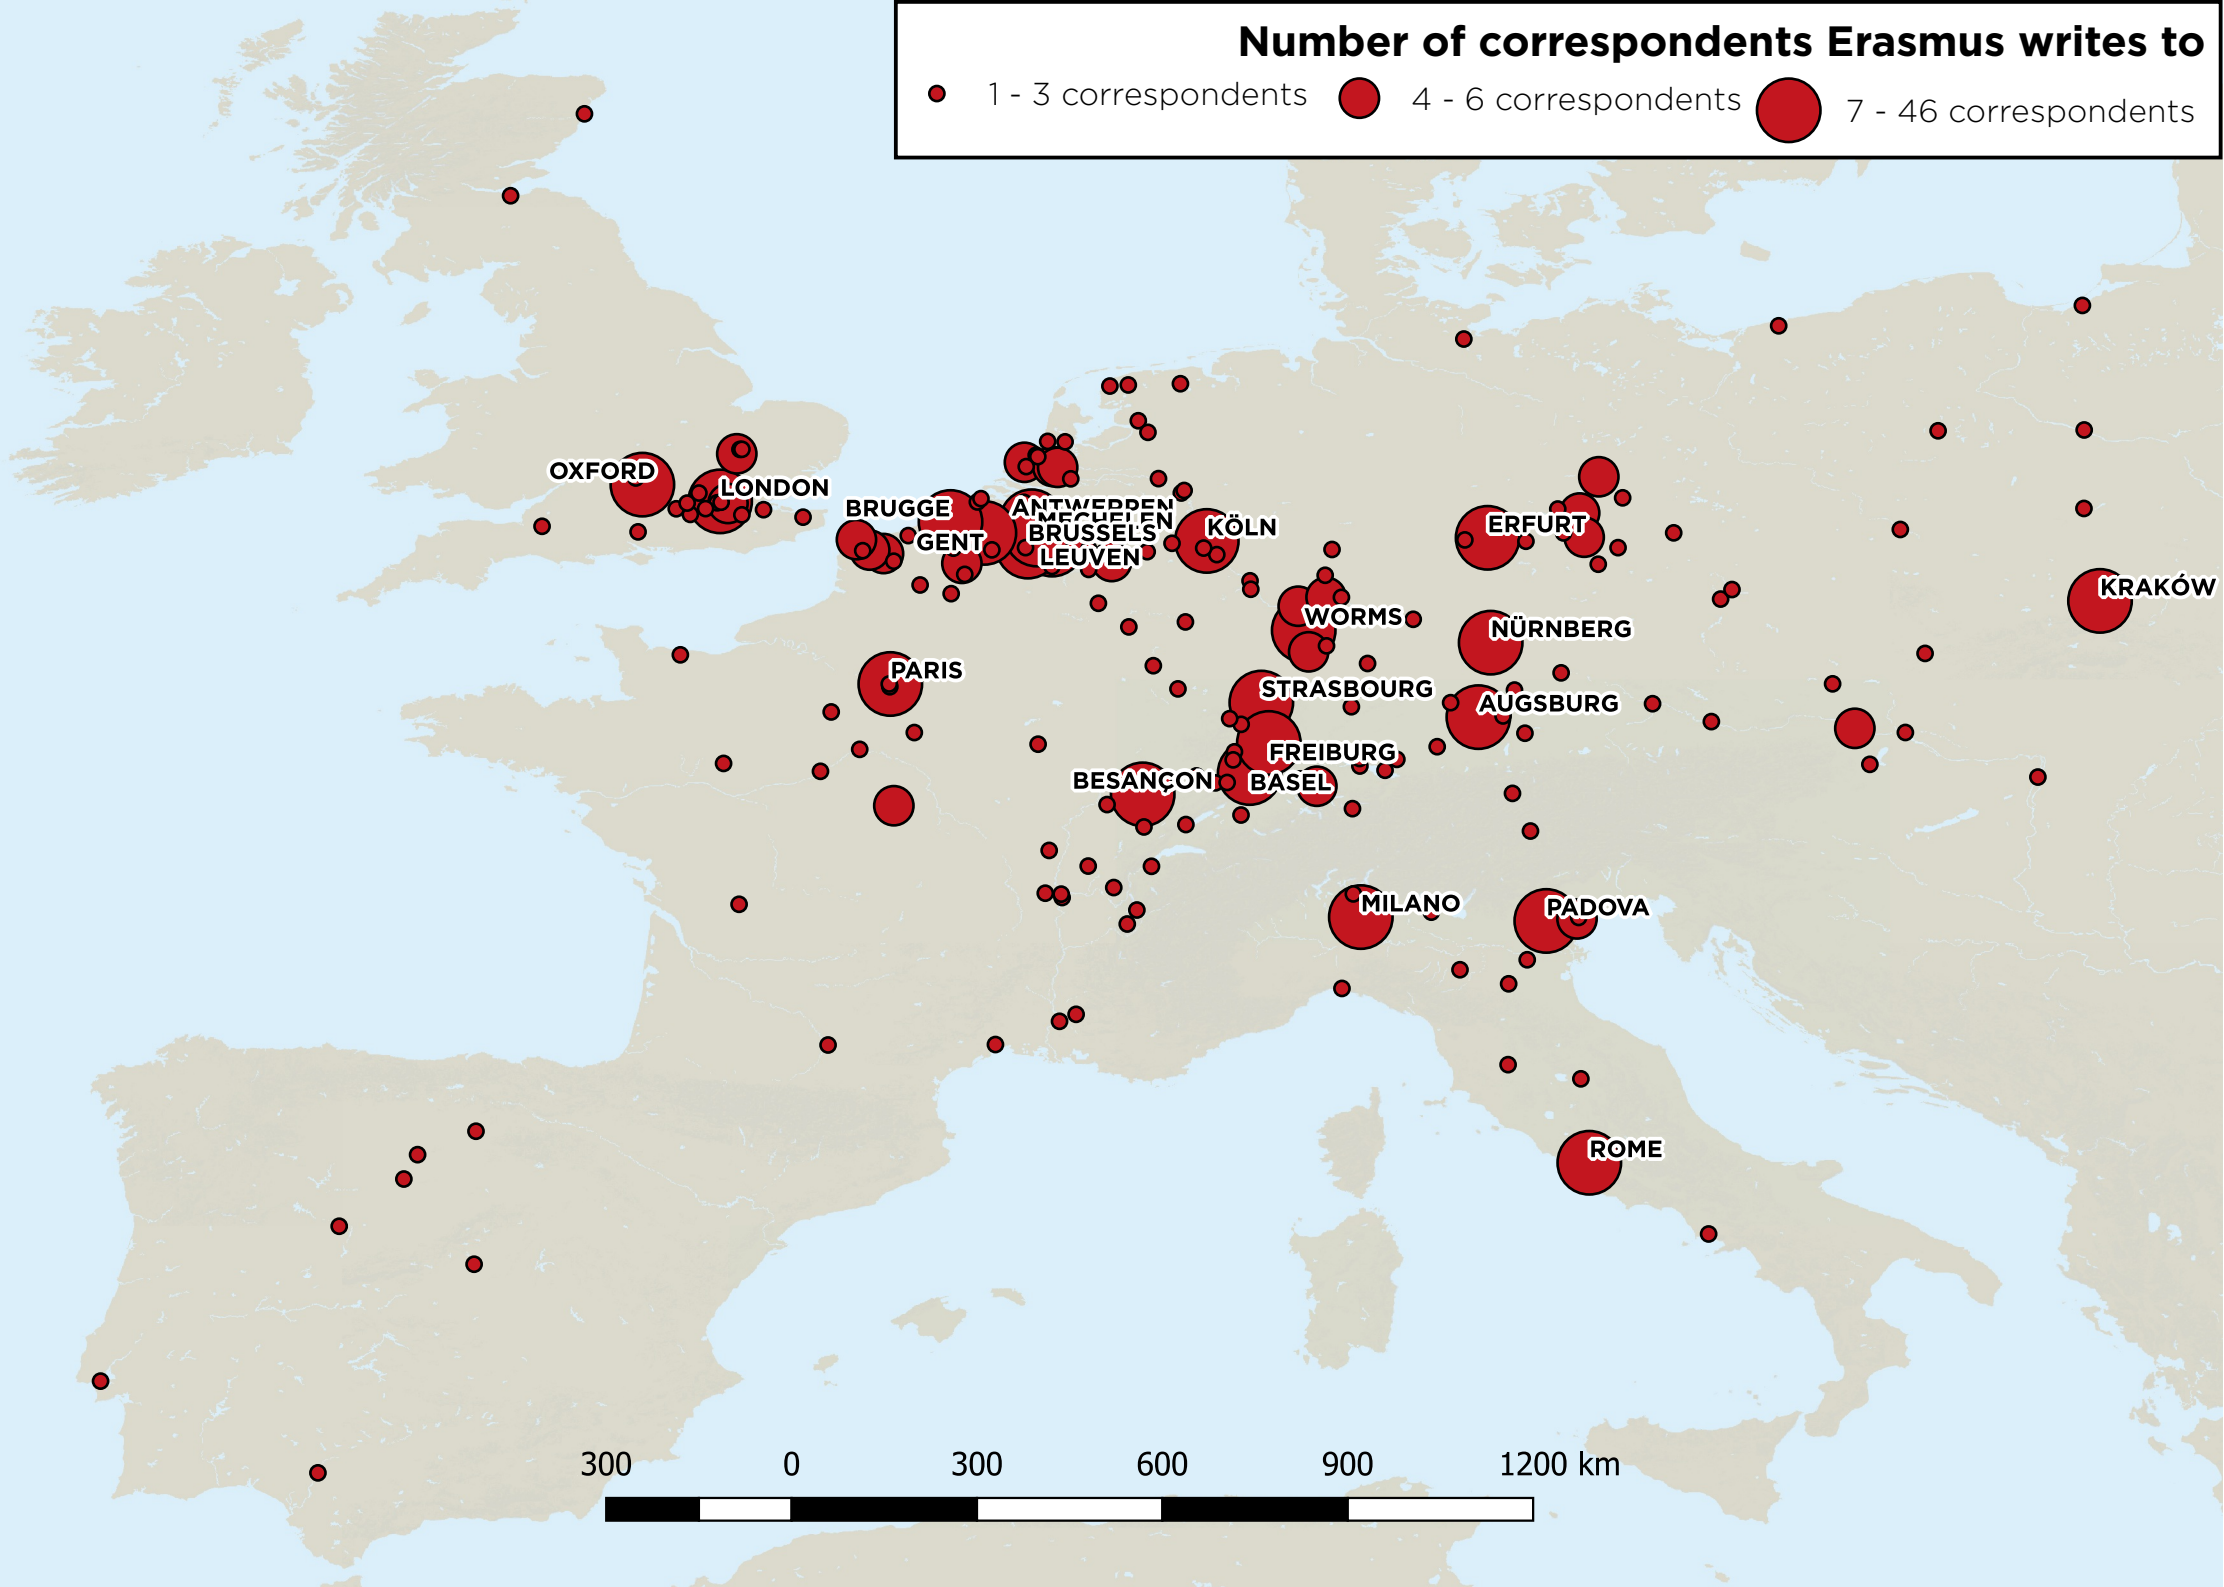 Number of correspondents Erasmus writes to
1 - 3 correspondents
4 - 6 correspondents
7 - 46 correspondents
OXFORD
LONDON
BRUGGE
ANTWERPEN
MECHELEN
BRUSSELS
GENT
LEUVEN
KÖLN
ERFURT
KRAKÓW
WORMS
NÜRNBERG
PARIS
STRASBOURG
AUGSBURG
FREIBURG
BESANÇON
BASEL
MILANO
PADOVA
ROME
300 0 300 600 900 1200 km